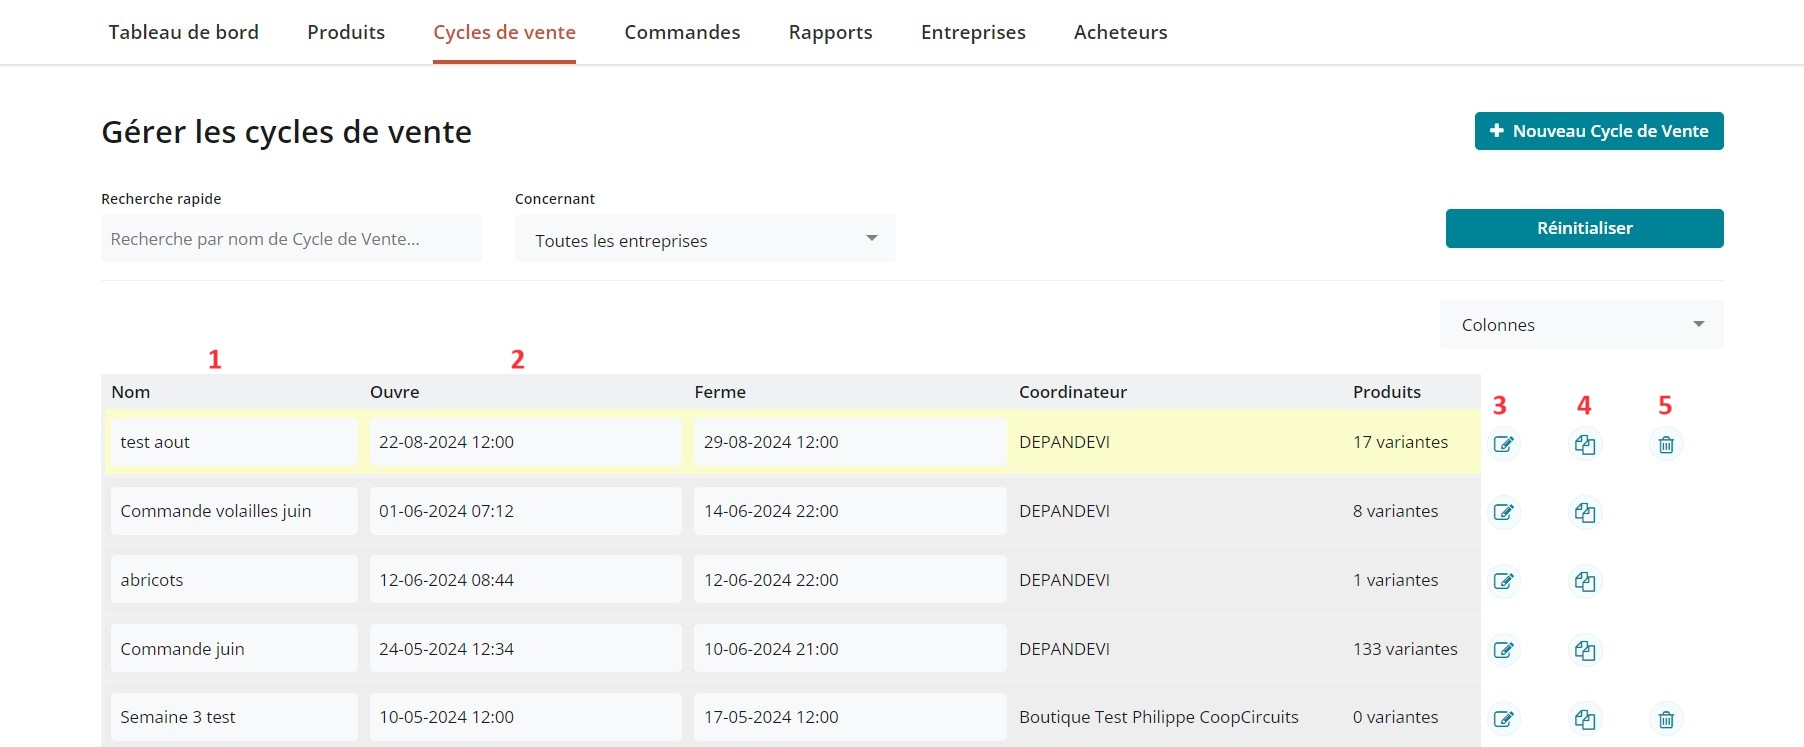 Tableau de bord Produits Cycles de vente Commandes Rapports Entreprises Acheteurs
Gérer les cycles de vente
Nouveau Cycle de Vente
Recherche rapide Concernant
Recherche par nom de Cycle de Vente... Toutes les entreprises Réinitialiser
Colonnes
1 2
Nom Ouvre Ferme Coordinateur Produits 3 4 5
test aout 22-08-2024 12:00 29-08-2024 12:00 DEPANDEVI 17 variantes
Commande volailles juin 01-06-2024 07:12 14-06-2024 22:00 DEPANDEVI 8 variantes
abricots 12-06-2024 08:44 12-06-2024 22:00 DEPANDEVI 1 variantes
Commande juin 24-05-2024 12:34 10-06-2024 21:00 DEPANDEVI 133 variantes
Semaine 3 test 10-05-2024 12:00 17-05-2024 12:00 Boutique Test Philippe CoopCircuits 0 variantes